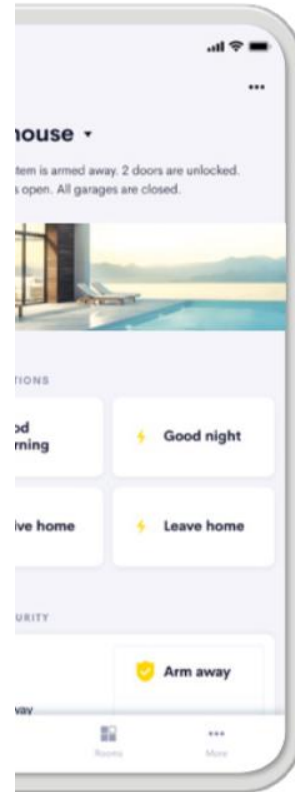 •••
house
tem is armed away. 2 doors are unlocked.
s open. All garages are closed.
TIONS
od
rning
Good night
ive home
Leave home
URITY
Arm away
way
Rooms
More